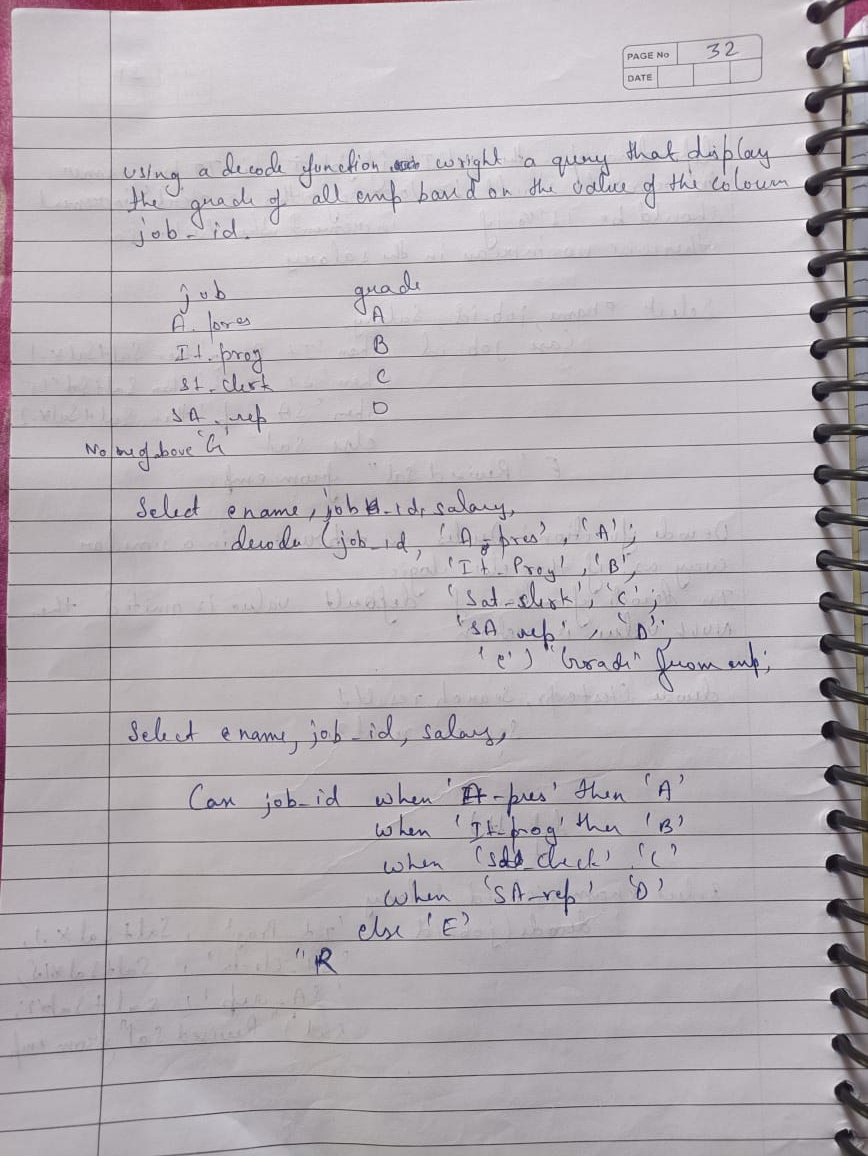 PAGE No 32
DATE
using a decode function wright a query that display
the grade of all emp based on the value of the coloum
job-id.
job grade
A. pres A
It. prog B
St. clerk C
SA. rep D
None of above 'G'
Select ename, job-id, salary,
decode (job-id, 'A-pres', 'A',
'It-Prog', 'B',
'Sat-clerk', 'C',
'SA rep', 'D',
'e') "Grade" from emp;
Select ename, job-id, salary,
Case job-id when 'A-pres' then 'A'
when 'It-prog' then 'B'
when 'clerk' 'C'
when 'SA-rep' 'D'
else 'E'
"R